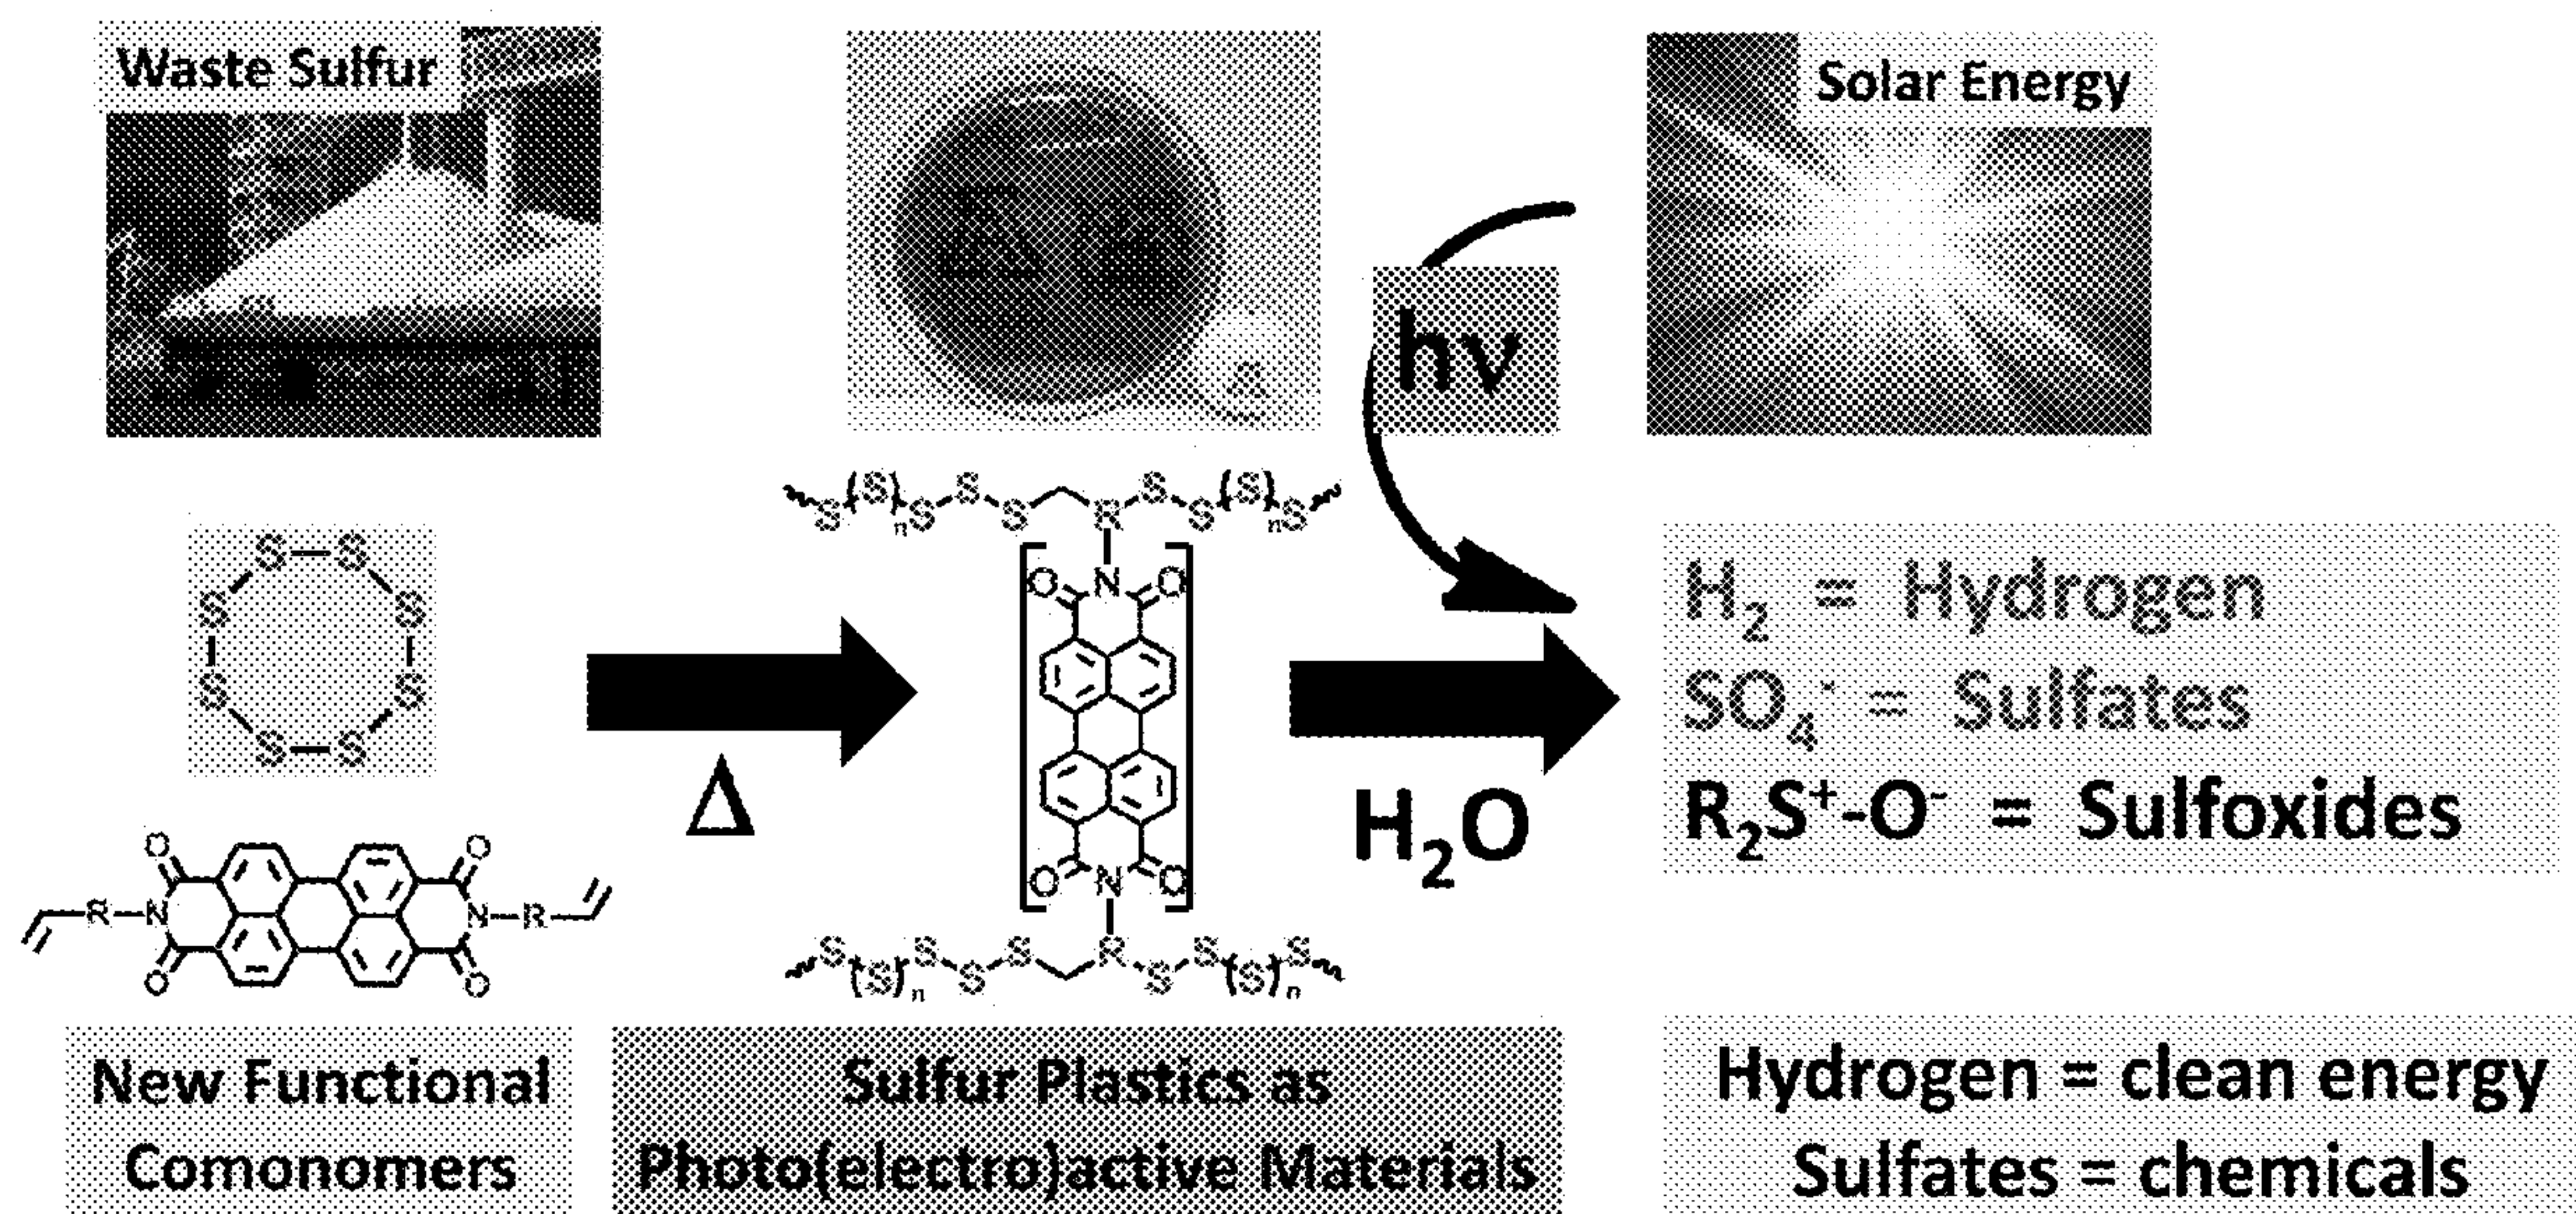 Waste Sulfur
Solar Energy
hν
Δ
H₂O
H₂ = Hydrogen
SO₄⁻ = Sulfates
R₂S⁺-O⁻ = Sulfoxides
S S
S S
S S
S S
O O
R N N R
O O
S (S)n S S S R S S (S)n S
O N O
O N O
S (S)n S S S R S S (S)n S
New Functional
Comonomers
Sulfur Plastics as
Photo(electro)active Materials
Hydrogen = clean energy
Sulfates = chemicals